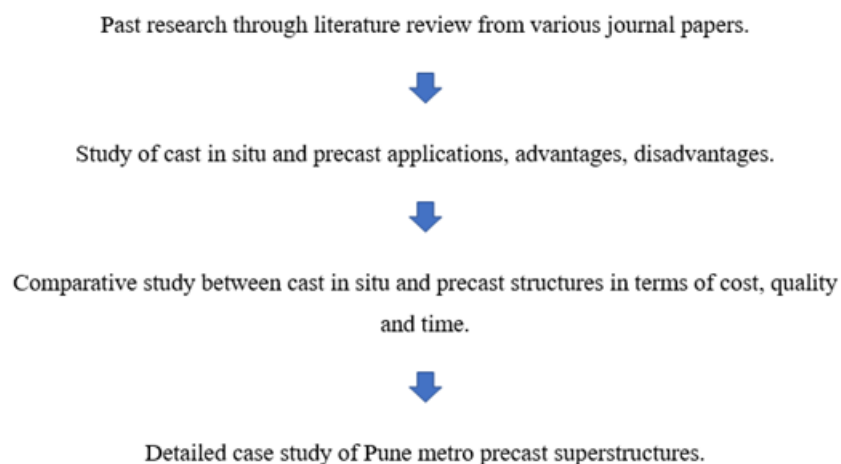 Past research through literature review from various journal papers.
Study of cast in situ and precast applications, advantages, disadvantages.
Comparative study between cast in situ and precast structures in terms of cost, quality
and time.
Detailed case study of Pune metro precast superstructures.